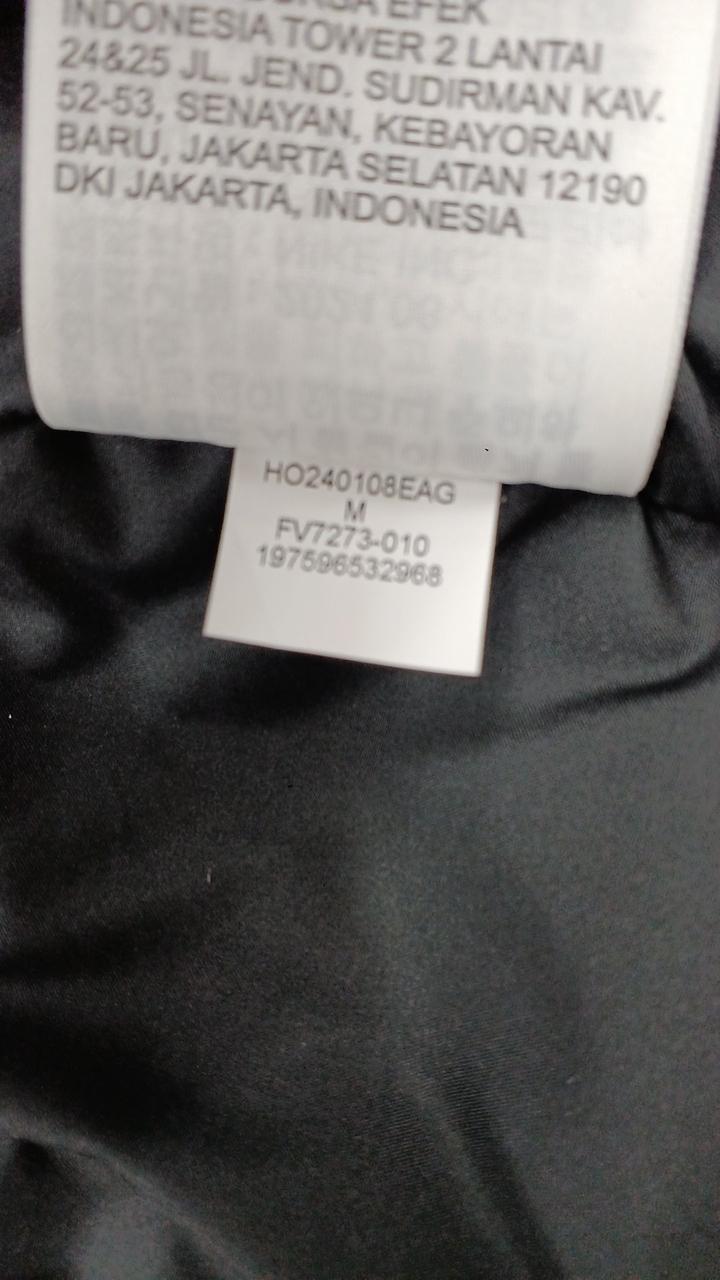 EFEK
INDONESIA TOWER 2 LANTAI
24&25 JL. JEND. SUDIRMAN KAV.
52-53, SENAYAN, KEBAYORAN
BARU, JAKARTA SELATAN 12190
DKI JAKARTA, INDONESIA
HO240108EAG
M
FV7273-010
197596532968